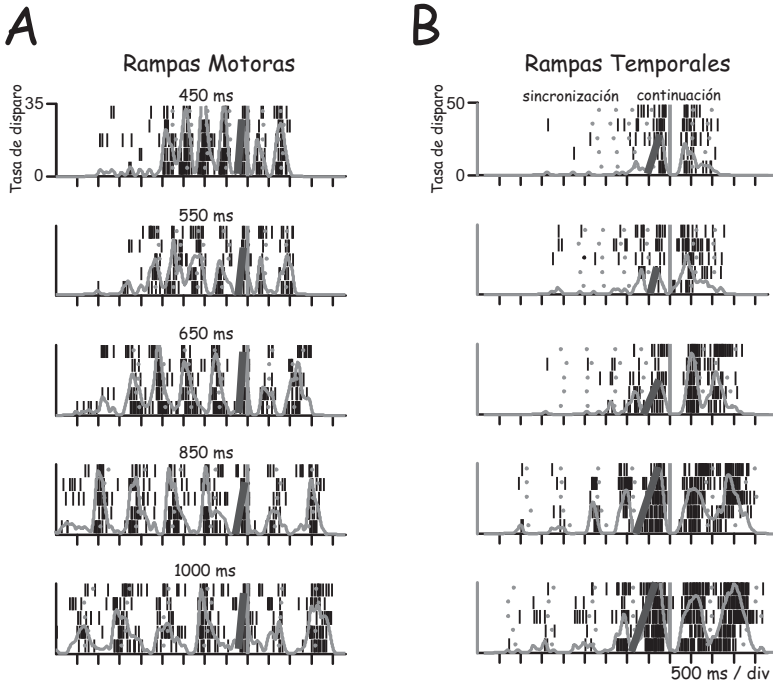 A
Rampas Motoras
450 ms
35
Tasa de disparo
0
550 ms
650 ms
850 ms
1000 ms
B
Rampas Temporales
sincronización continuación
50
Tasa de disparo
0
500 ms / div